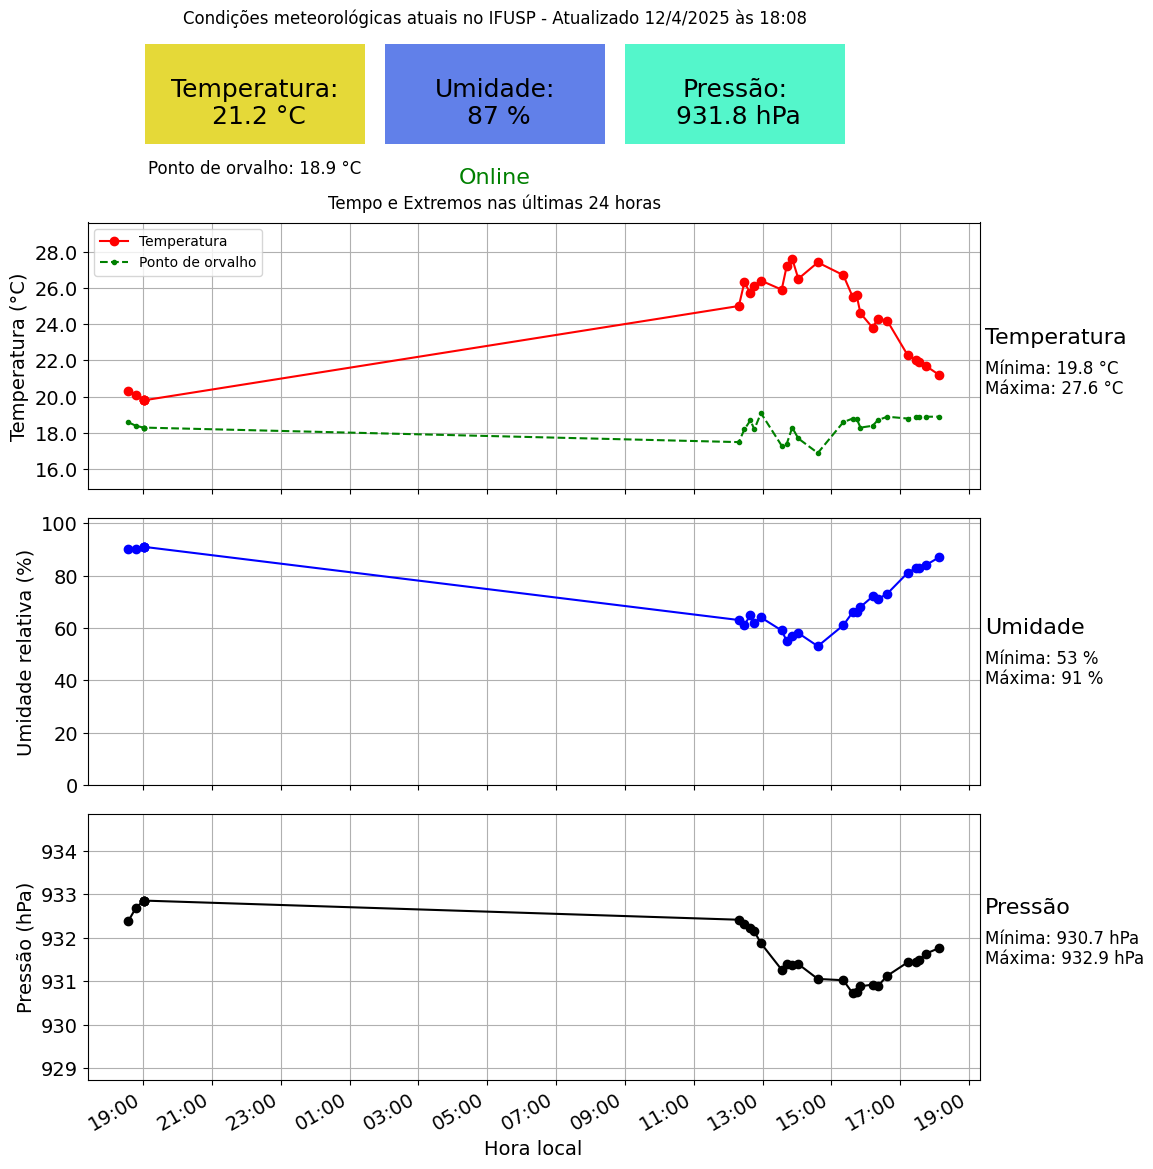 Condições meteorológicas atuais no IFUSP - Atualizado 12/4/2025 às 18:08
Temperatura:
21.2 °C
Umidade:
87 %
Pressão:
931.8 hPa
Ponto de orvalho: 18.9 °C
Online
Tempo e Extremos nas últimas 24 horas
Temperatura (°C)
28.0
26.0
24.0
22.0
20.0
18.0
16.0
Temperatura
Ponto de orvalho
Temperatura
Mínima: 19.8 °C
Máxima: 27.6 °C
Umidade relativa (%)
100
80
60
40
20
0
Umidade
Mínima: 53 %
Máxima: 91 %
Pressão (hPa)
934
933
932
931
930
929
Pressão
Mínima: 930.7 hPa
Máxima: 932.9 hPa
19:00 21:00 23:00 01:00 03:00 05:00 07:00 09:00 11:00 13:00 15:00 17:00 19:00
Hora local